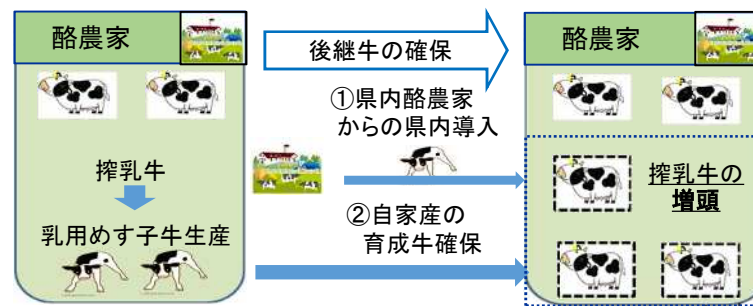 酪農家
搾乳牛
乳用めす子牛生産
後継牛の確保
①県内酪農家
からの県内導入
②自家産の
育成牛確保
酪農家
搾乳牛の
増頭